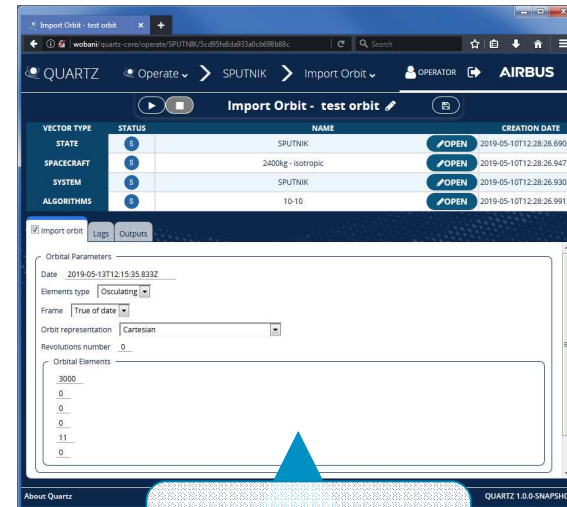 Import Orbit - test orbit
wobani/quartz-core/operate/SPUTNIK/5cd95fe8da933a0cb698b88c
Search
QUARTZ Operate SPUTNIK Import Orbit OPERATOR AIRBUS
Import Orbit - test orbit
VECTOR TYPE STATUS NAME CREATION DATE
STATE S SPUTNIK OPEN 2019-05-10T12:28:26.690
SPACECRAFT S 2400kg - isotropic OPEN 2019-05-10T12:28:26.947
SYSTEM S SPUTNIK OPEN 2019-05-10T12:28:26.930
ALGORITHMS S 10-10 OPEN 2019-05-10T12:28:26.991
Import orbit Logs Outputs
Orbital Parameters
Date 2019-05-13T12:15:35.833Z
Elements type Osculating
Frame True of date
Orbit representation Cartesian
Revolutions number 0
Orbital Elements
3000
0
0
0
11
0
About Quartz QUARTZ 1.0.0-SNAPSHO